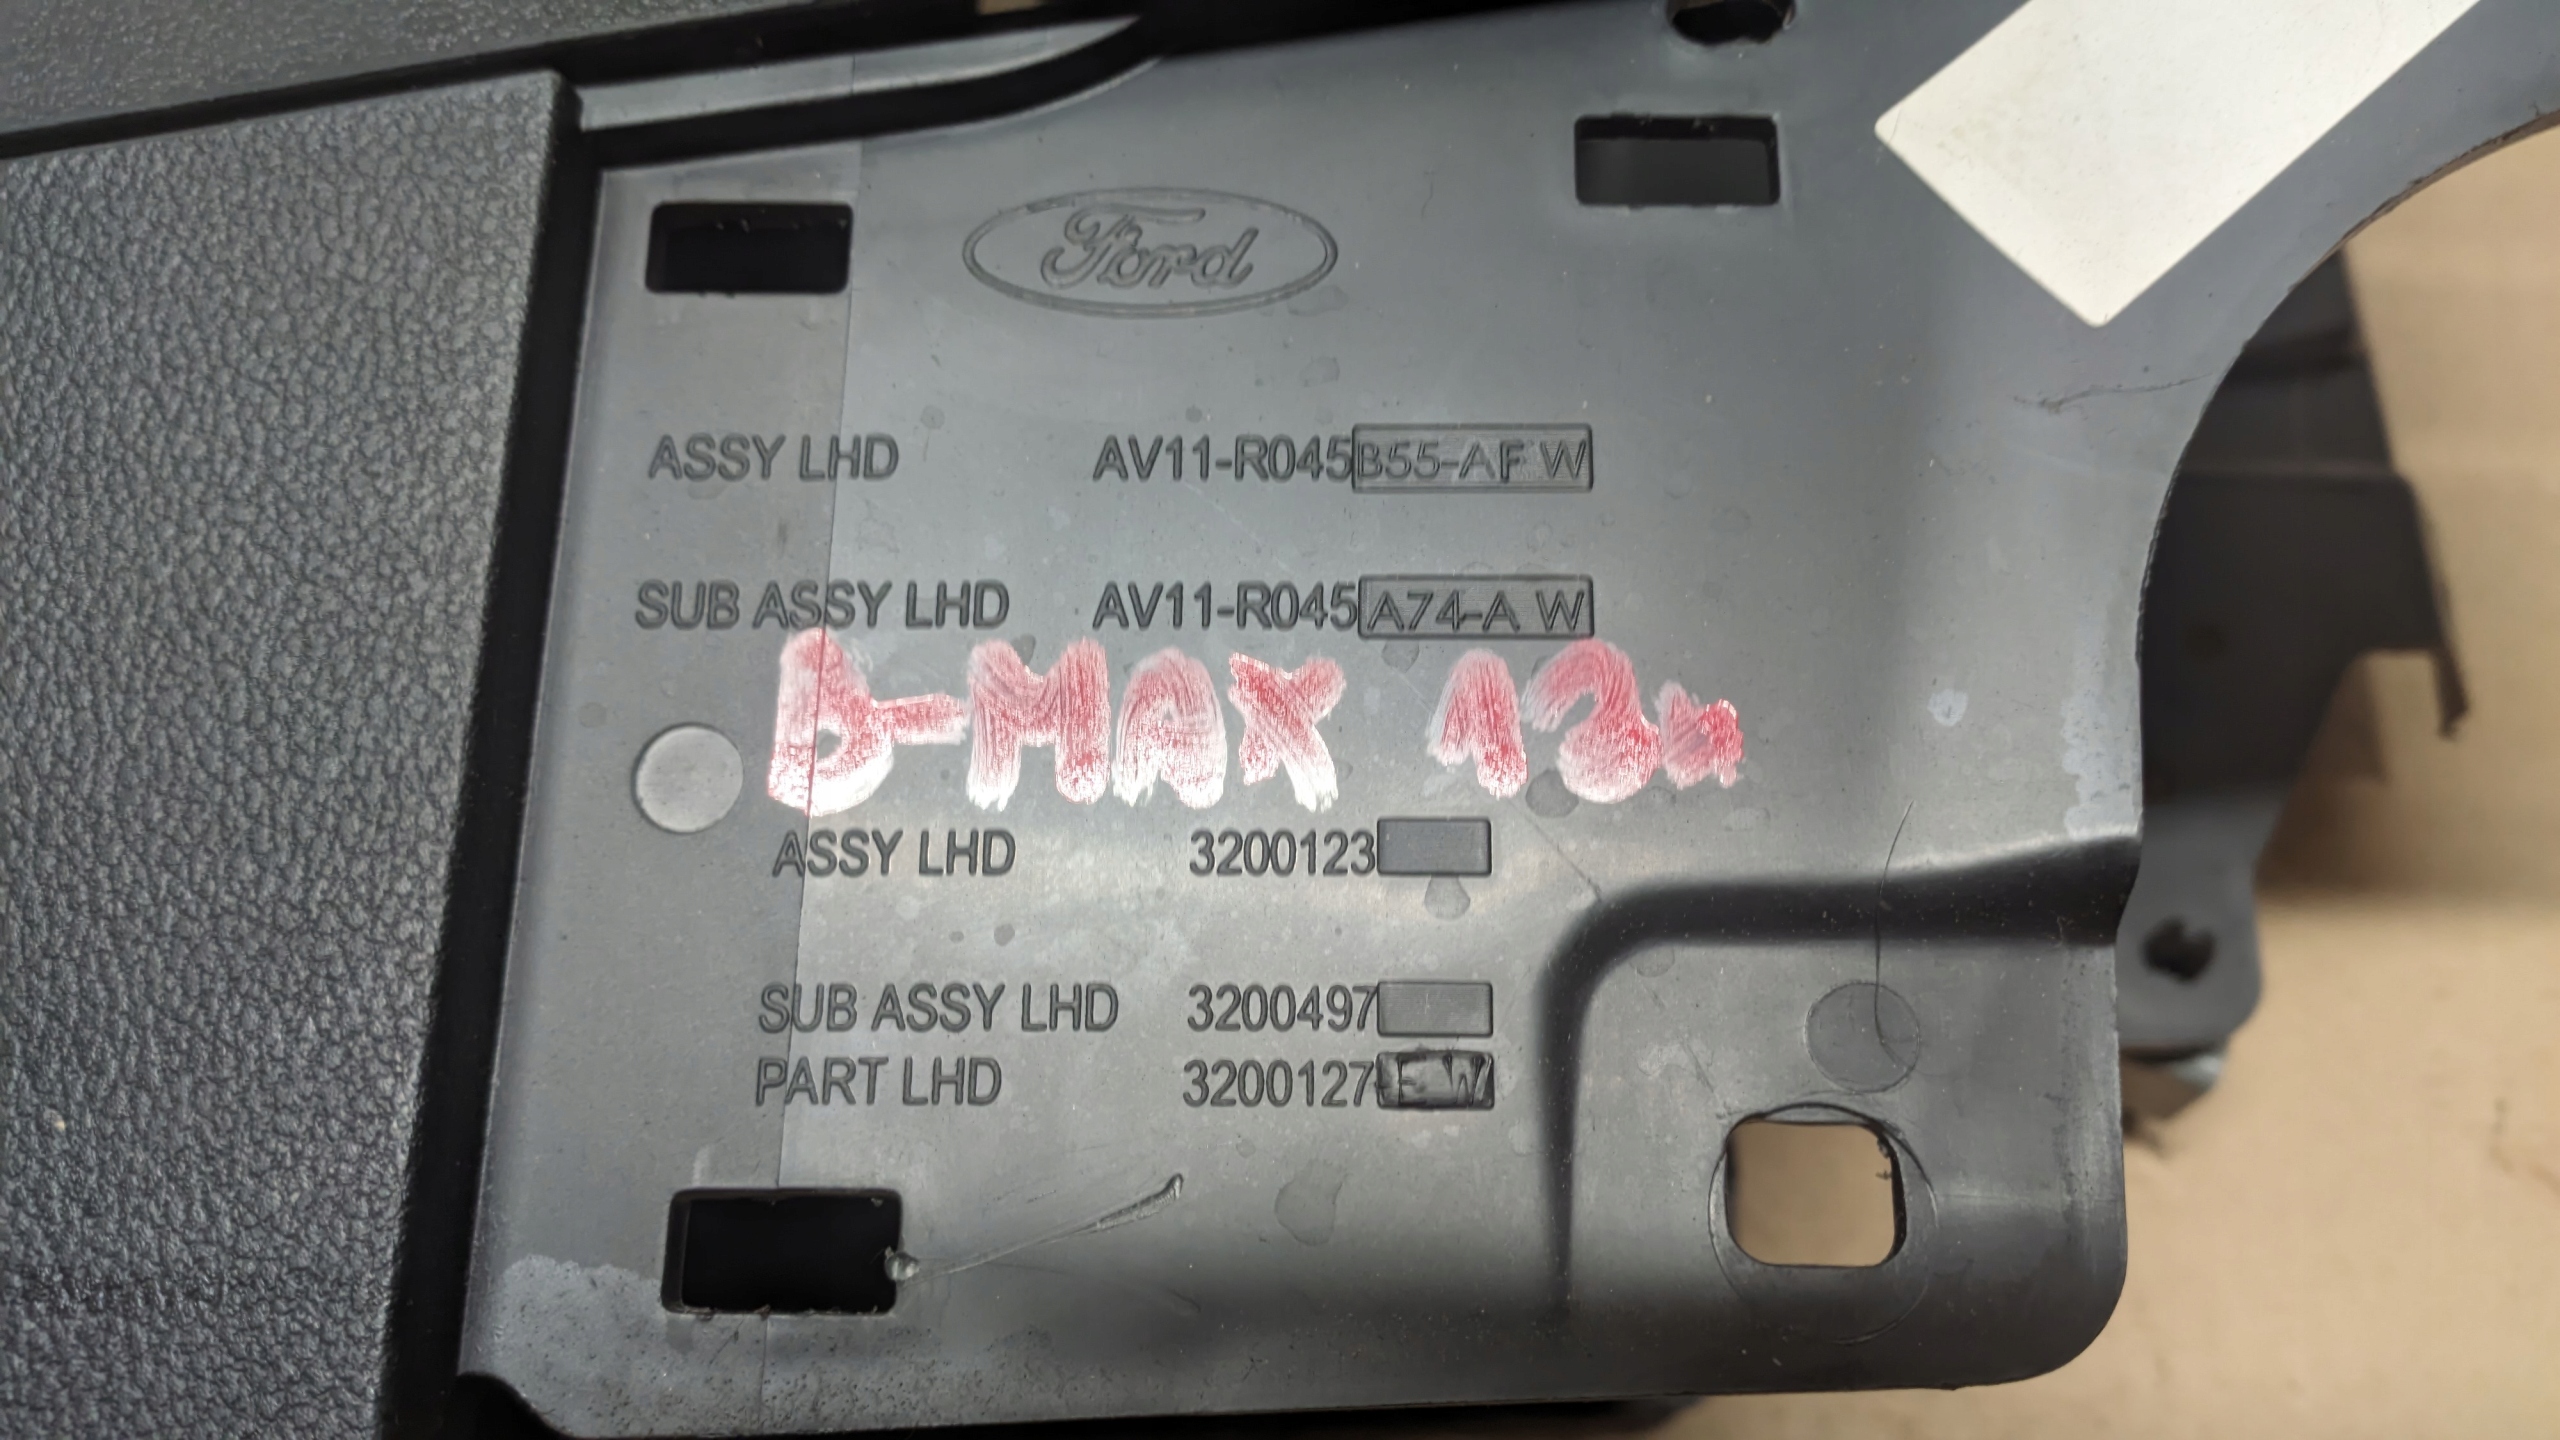 Ford
ASSY LHD AV11-R045B55-AF W
SUB ASSY LHD AV11-R045A74-A W
B-MAX 13r
ASSY LHD 3200123
SUB ASSY LHD 3200497
PART LHD 3200127-E W